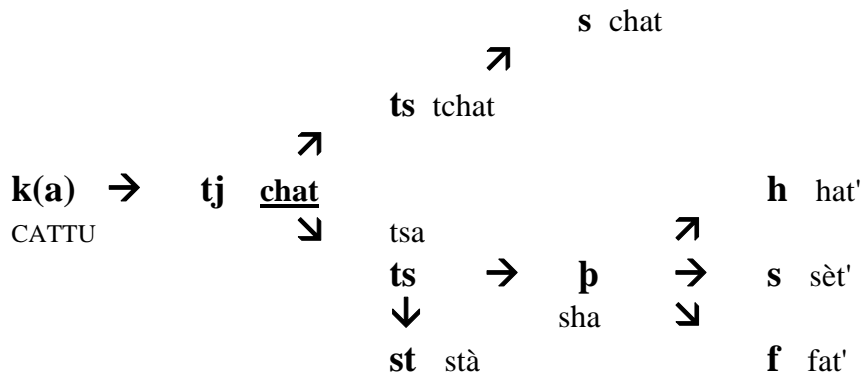 s chat
ts tchat
k(a) → tj chat h hat'
CATTU tsa
ts → þ → s sèt'
sha
st stà f fat'